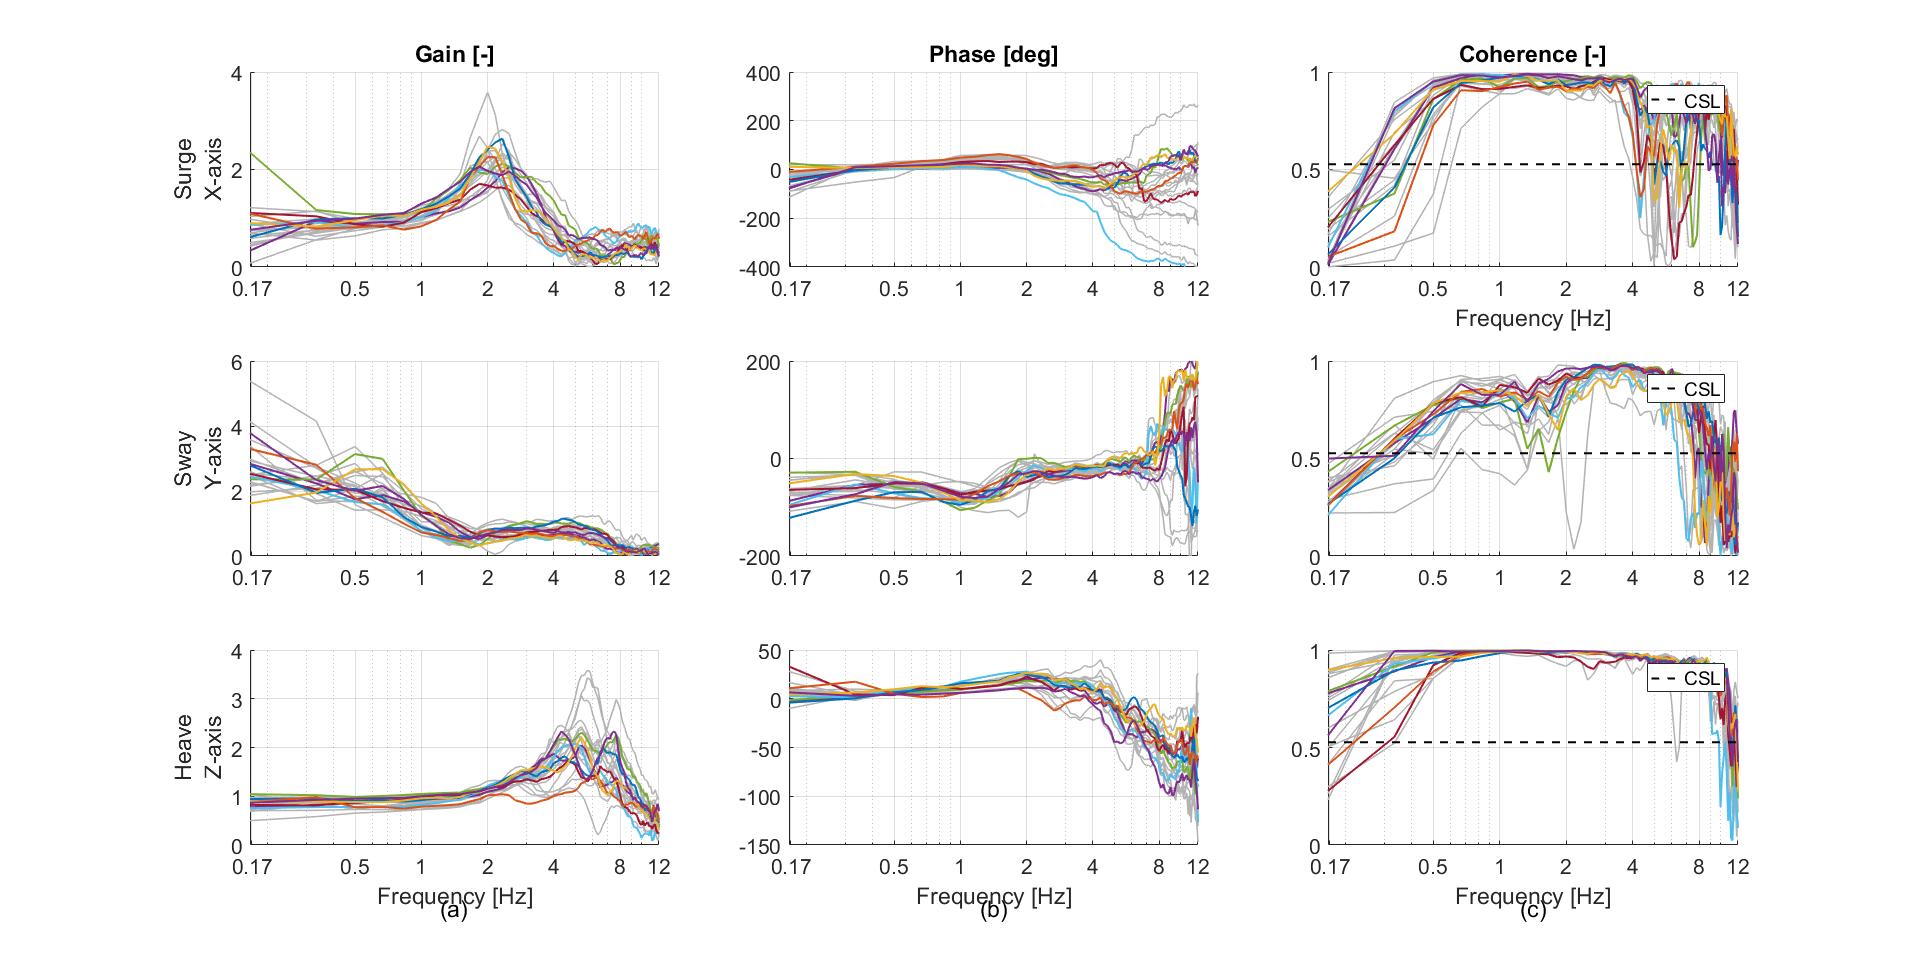 Gain [-]
Phase [deg]
Coherence [-]
Surge
X-axis
4
2
0
0.17 0.5 1 2 4 8 12
400
200
0
-200
-400
0.17 0.5 1 2 4 8 12
1
0.5
0
CSL
0.17 0.5 1 2 4 8 12
Frequency [Hz]
Sway
Y-axis
6
4
2
0
0.17 0.5 1 2 4 8 12
200
0
-200
0.17 0.5 1 2 4 8 12
1
0.5
0
CSL
0.17 0.5 1 2 4 8 12
Heave
Z-axis
4
3
2
1
0
0.17 0.5 1 2 4 8 12
Frequency [Hz]
(a)
50
0
-50
-100
-150
0.17 0.5 1 2 4 8 12
Frequency [Hz]
(b)
1
0.5
0
CSL
0.17 0.5 1 2 4 8 12
Frequency [Hz]
(c)